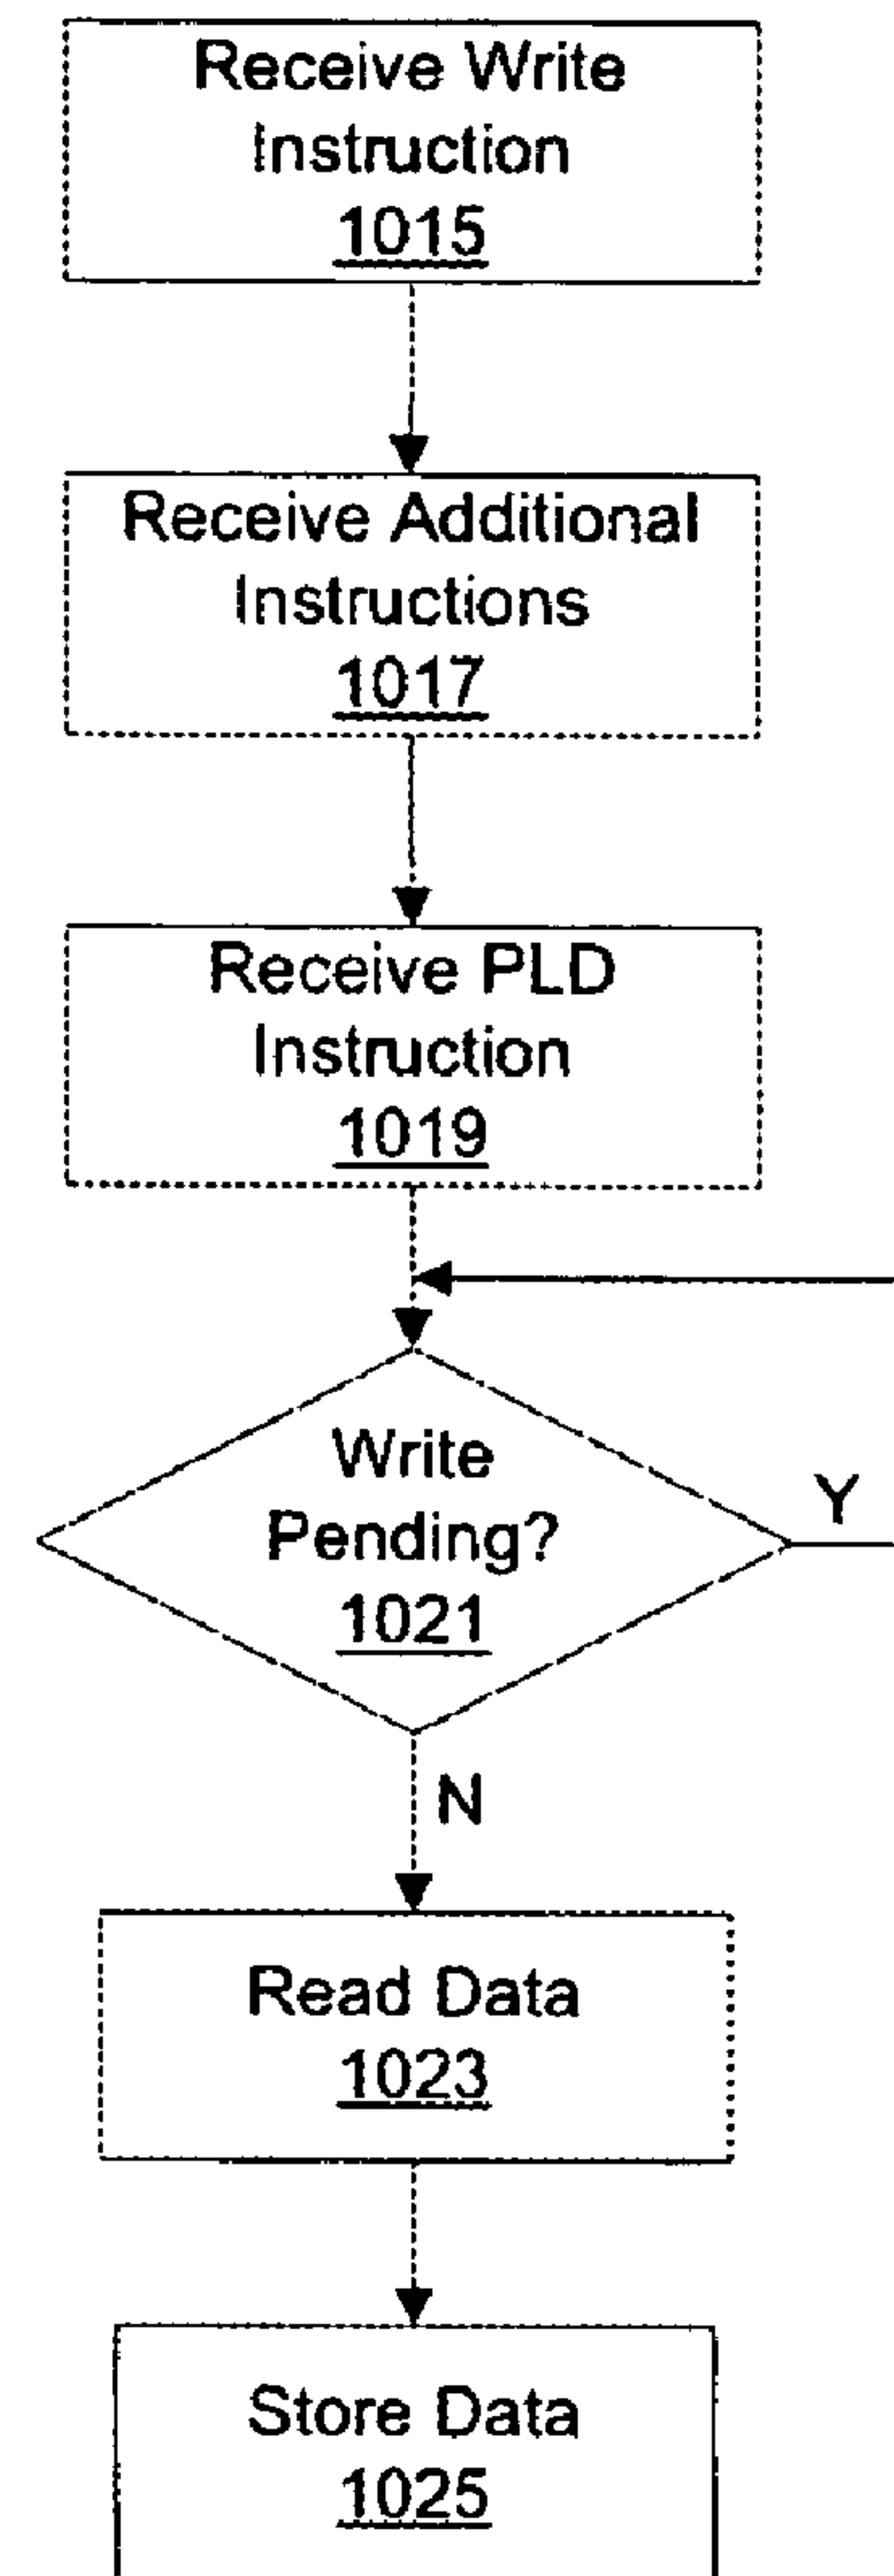 Receive Write
Instruction
1015
Receive Additional
Instructions
1017
Receive PLD
Instruction
1019
Write
Pending?
1021
Y
N
Read Data
1023
Store Data
1025